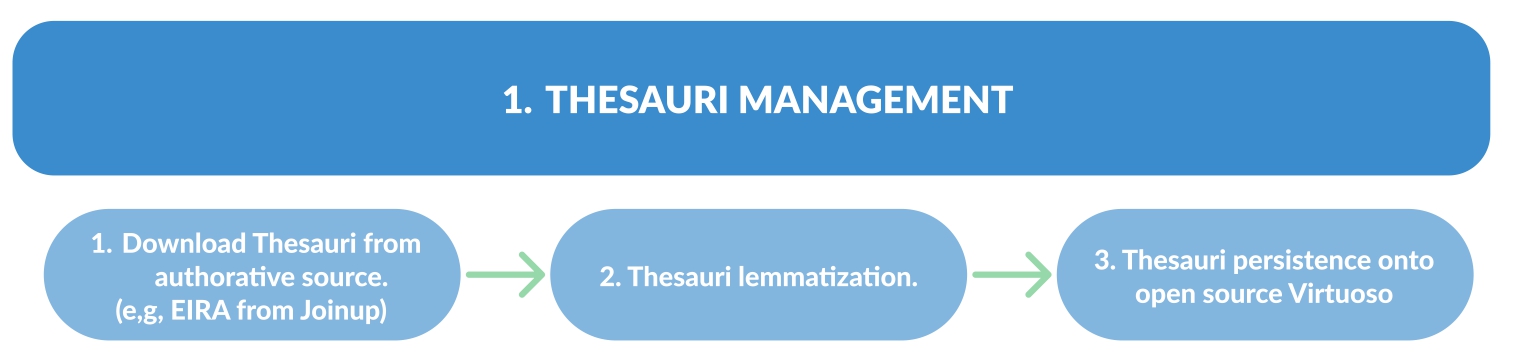 1. THESAURI MANAGEMENT
1. Download Thesauri from
authorative source.
(e,g, EIRA from Joinup)
2. Thesauri lemmatization.
3. Thesauri persistence onto
open source Virtuoso